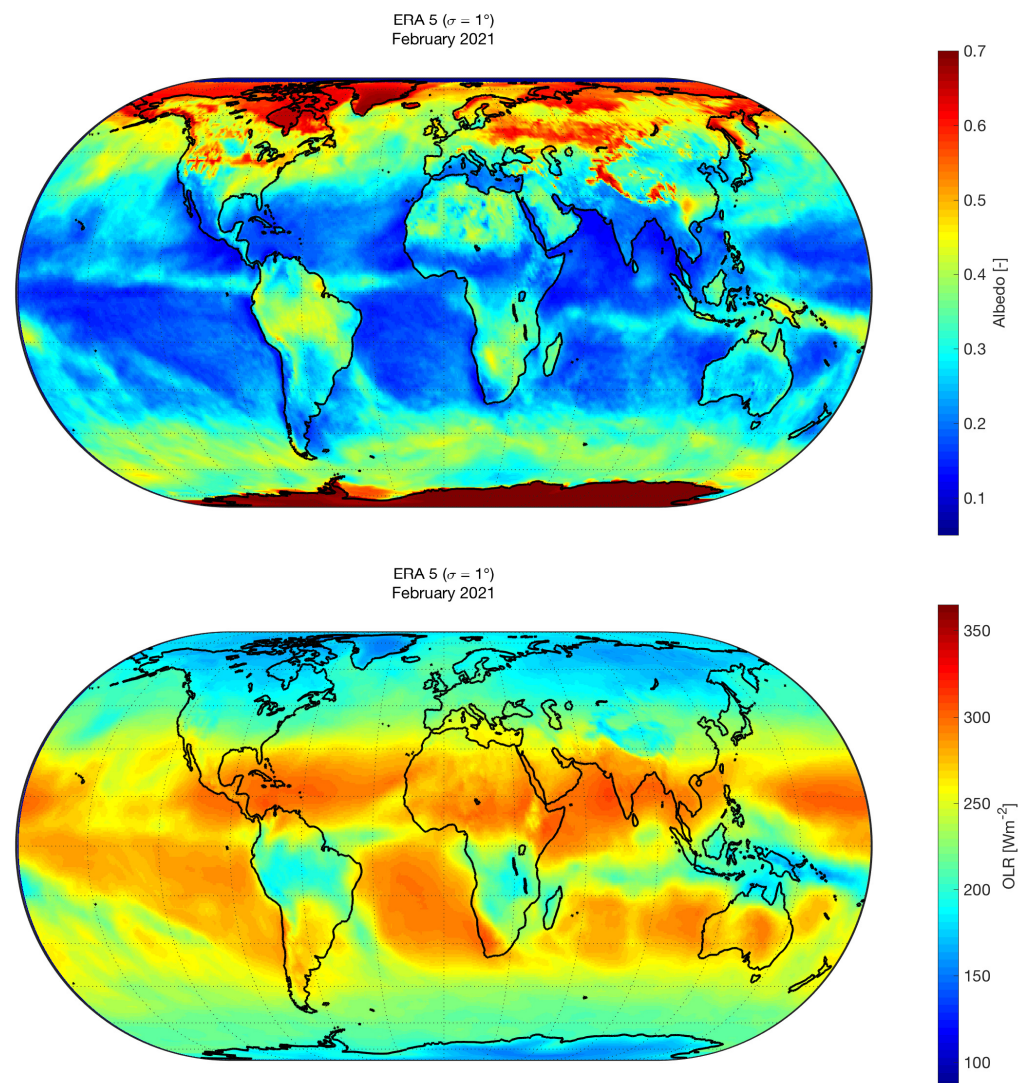 ERA 5 (σ = 1°)
February 2021
0.7
0.6
0.5
0.4
0.3
0.2
0.1
Albedo [-]
ERA 5 (σ = 1°)
February 2021
350
300
250
200
150
100
OLR [Wm⁻²]